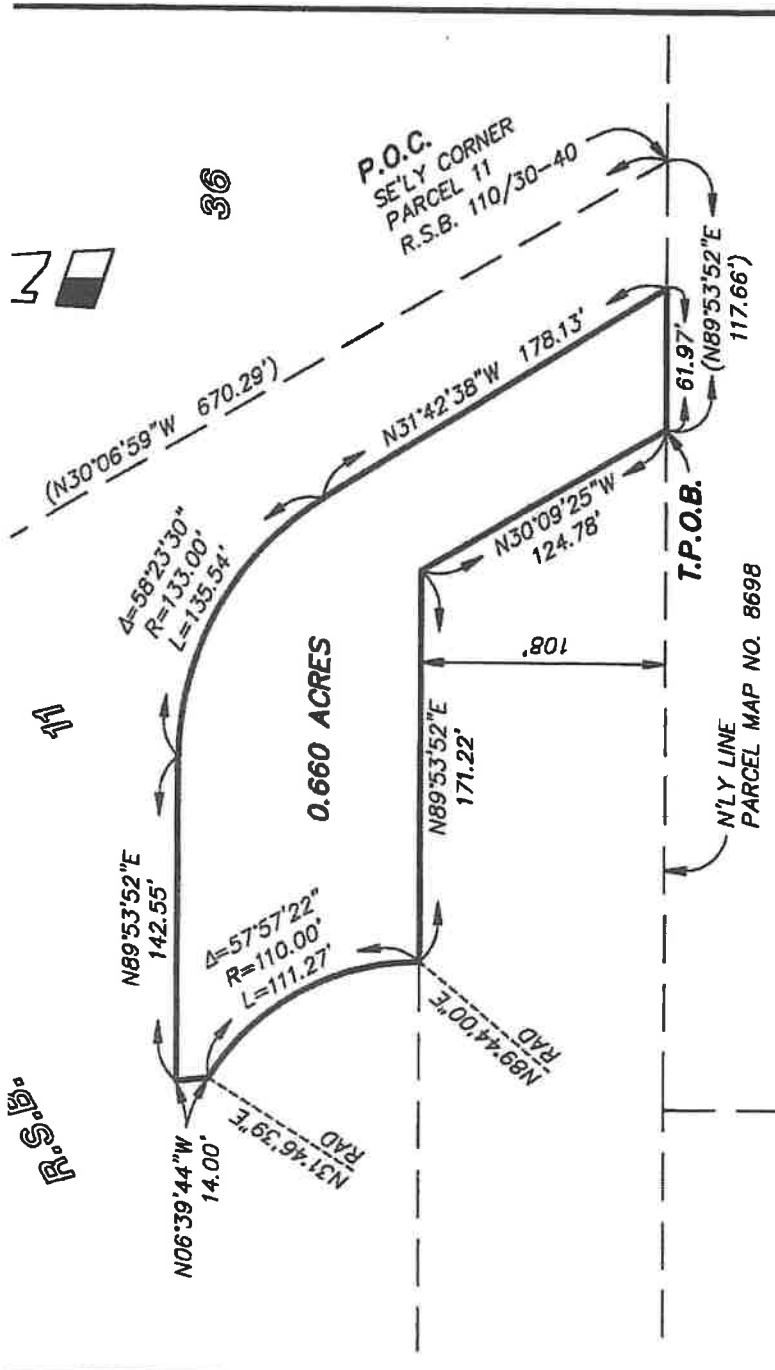 R.S.B.
11
36
N
P.O.C.
SE'LY CORNER
PARCEL 11
R.S.B. 110/30-40
(N30°06'59"W 670.29')
Δ=58°23'30"
R=133.00'
L=135.54'
N31°42'38"W 178.13'
N89°53'52"E
142.55'
N06°39'44"W
14.00'
Δ=57°57'22"
R=110.00'
L=111.27'
N31°46'39"E
RAD
N89°44'00"E
RAD
0.660 ACRES
N89°53'52"E
171.22'
N30°09'25"W
124.78'
108'
61.97'
(N89°53'52"E
117.66')
T.P.O.B.
N'LY LINE
PARCEL MAP NO. 8698